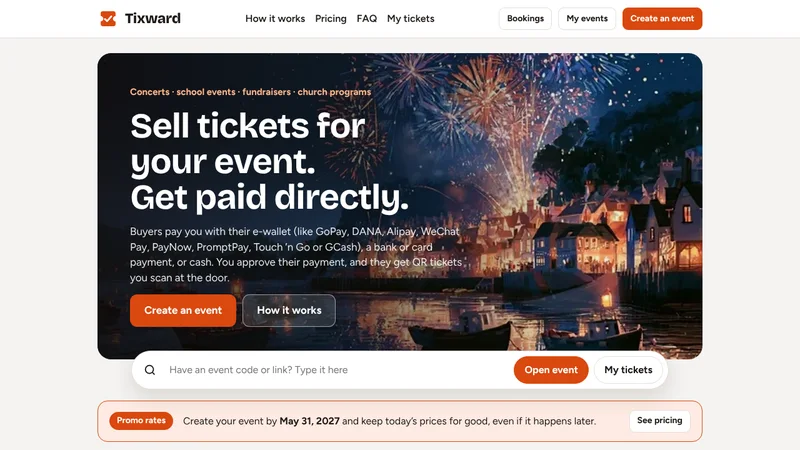 Tixward
How it works
Pricing
FAQ
My tickets
Bookings
My events
Create an event
Concerts · school events · fundraisers · church programs
Sell tickets for
your event.
Get paid directly.
Buyers pay you with their e-wallet (like GoPay, DANA, Alipay, WeChat
Pay, PayNow, PromptPay, Touch 'n Go or GCash), a bank or card
payment, or cash. You approve their payment, and they get QR tickets
you scan at the door.
Create an event
How it works
Have an event code or link? Type it here
Open event
My tickets
Promo rates
Create your event by May 31, 2027 and keep today's prices for good, even if it happens later.
See pricing